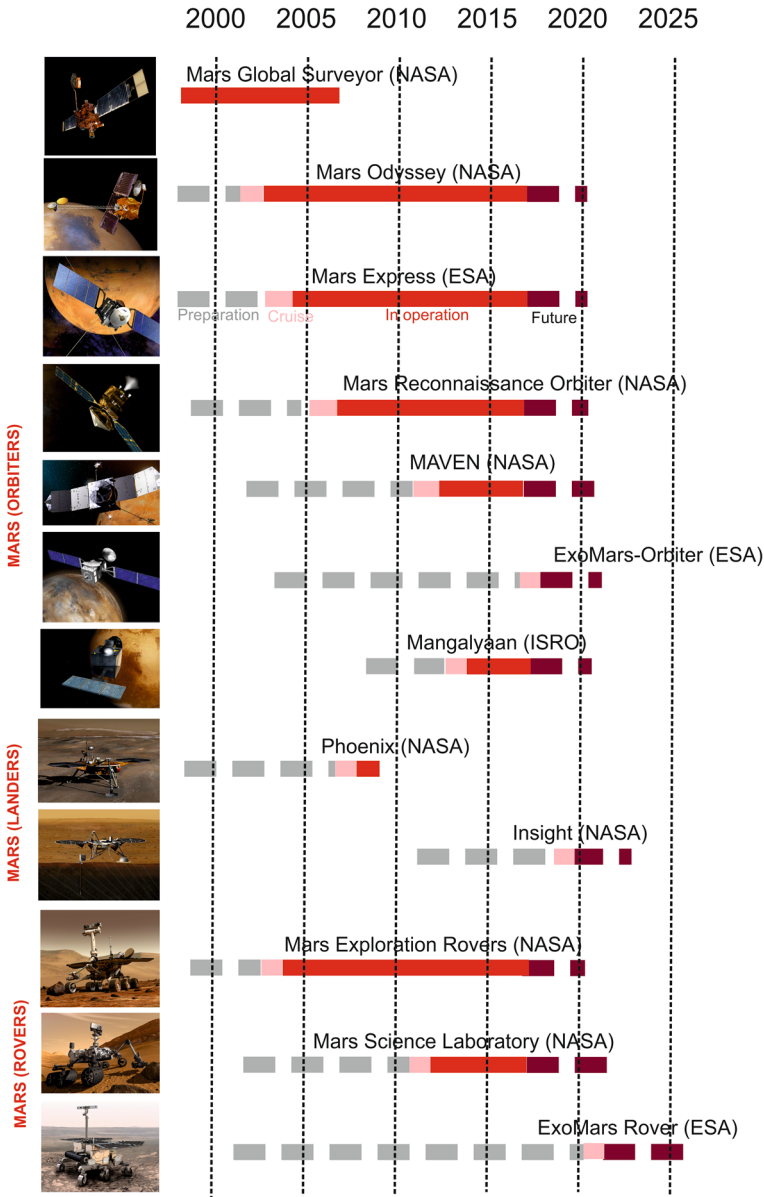 2000 2005 2010 2015 2020 2025
Mars Global Surveyor (NASA)
Mars Odyssey (NASA)
Mars Express (ESA)
Preparation Cruise In operation Future
Mars Reconnaissance Orbiter (NASA)
MARS (ORBITERS)
MAVEN (NASA)
ExoMars-Orbiter (ESA)
Mangalyaan (ISRO)
Phoenix (NASA)
MARS (LANDERS)
Insight (NASA)
Mars Exploration Rovers (NASA)
MARS (ROVERS)
Mars Science Laboratory (NASA)
ExoMars Rover (ESA)